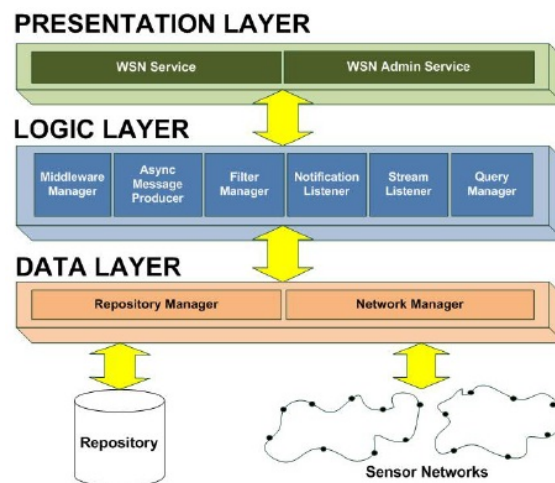 PRESENTATION LAYER
WSN Service
WSN Admin Service
LOGIC LAYER
Middleware
Manager
Async
Message
Producer
Filter
Manager
Notification
Listener
Stream
Listener
Query
Manager
DATA LAYER
Repository Manager
Network Manager
Repository
Sensor Networks